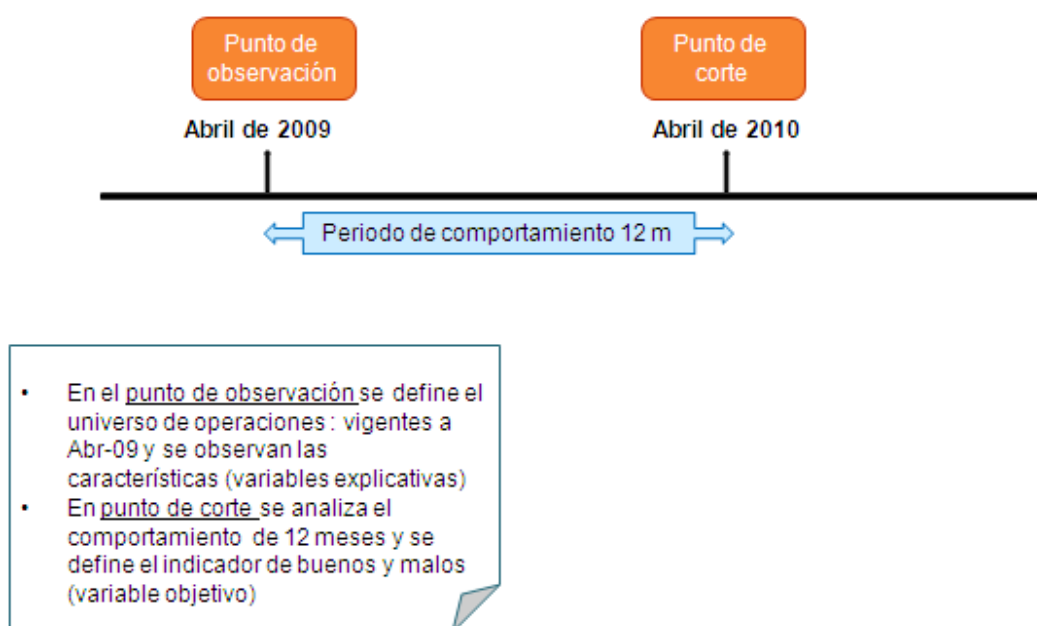 Punto de
observación
Punto de
corte
Abril de 2009
Abril de 2010
Periodo de comportamiento 12 m
• En el punto de observación se define el
universo de operaciones : vigentes a
Abr-09 y se observan las
características (variables explicativas)
• En punto de corte se analiza el
comportamiento de 12 meses y se
define el indicador de buenos y malos
(variable objetivo)